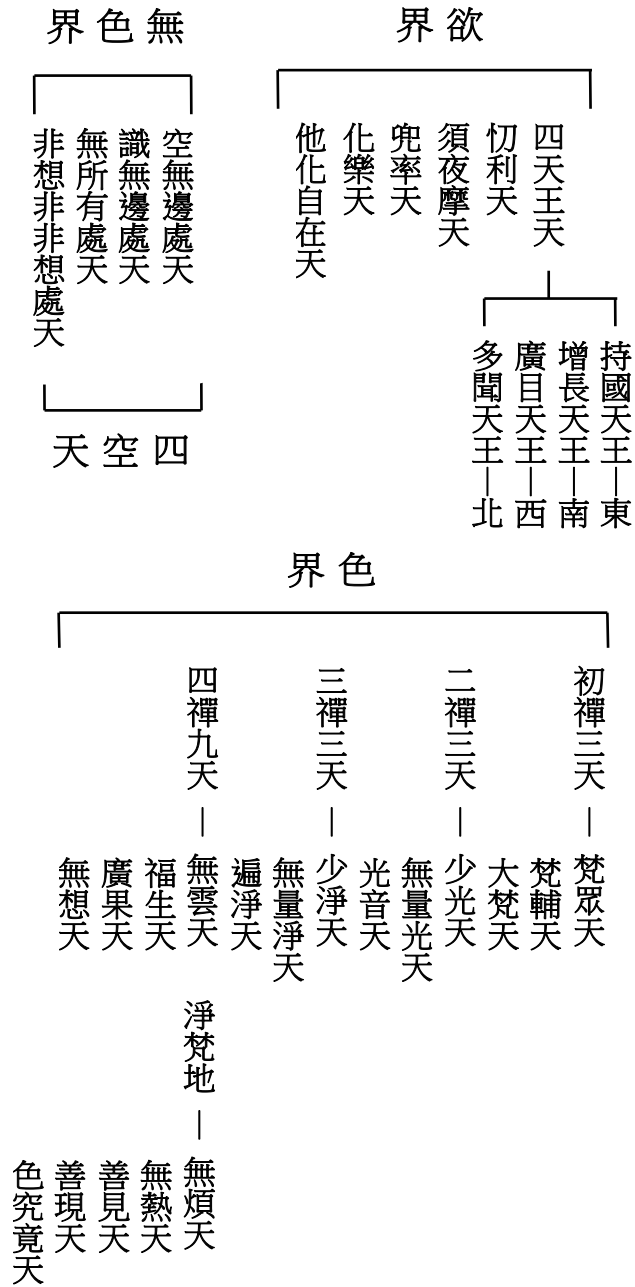 欲界
四天王天
忉利天
須夜摩天
兜率天
化樂天
他化自在天
持國天王—東
增長天王—南
廣目天王—西
多聞天王—北
無色界
空無邊處天
識無邊處天
無所有處天
非想非非想處天
四空天
色界
初禪三天—梵眾天
梵輔天
大梵天
二禪三天—少光天
無量光天
光音天
三禪三天—少淨天
無量淨天
遍淨天
四禪九天—無雲天
福生天
廣果天
無想天
淨梵地—無煩天
無熱天
善見天
善現天
色究竟天